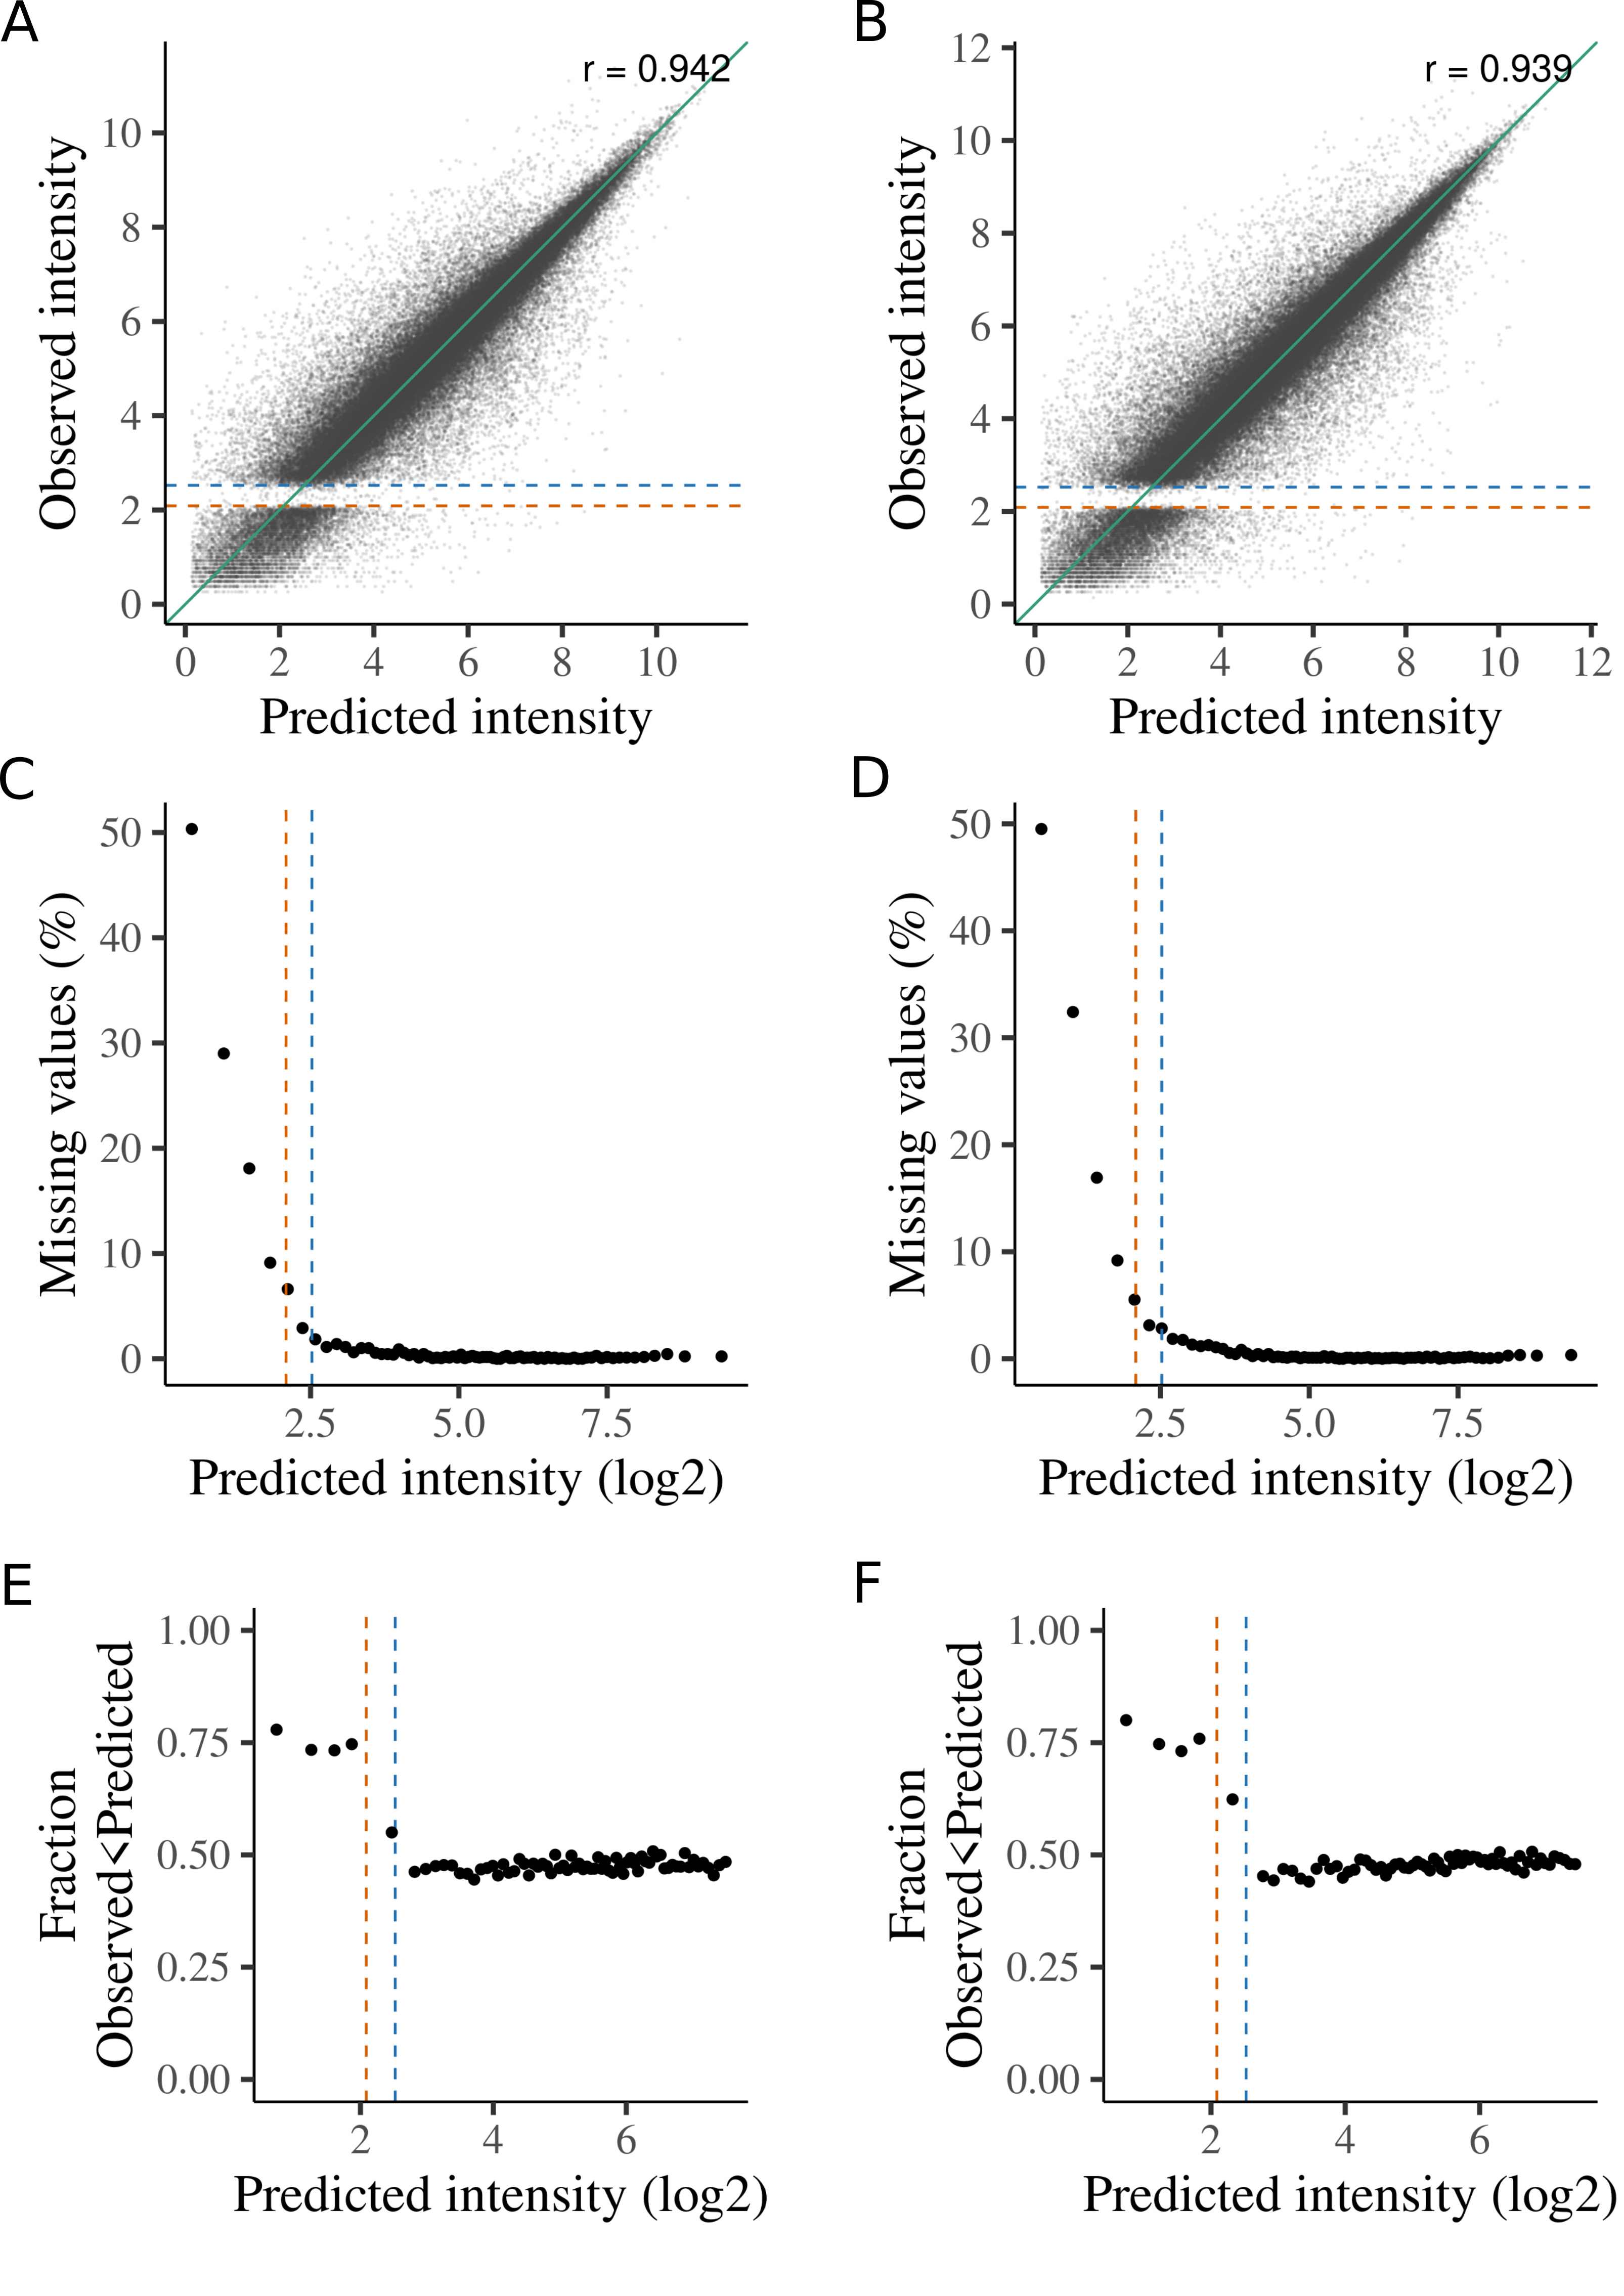 A
r = 0.942
Observed intensity
10
8
6
4
2
0
0 2 4 6 8 10
Predicted intensity
B
r = 0.939
Observed intensity
12
10
8
6
4
2
0
0 2 4 6 8 10 12
Predicted intensity
C
Missing values (%)
50
40
30
20
10
0
2.5 5.0 7.5
Predicted intensity (log2)
D
Missing values (%)
50
40
30
20
10
0
2.5 5.0 7.5
Predicted intensity (log2)
E
Fraction
Observed<Predicted
1.00
0.75
0.50
0.25
0.00
2 4 6
Predicted intensity (log2)
F
Fraction
Observed<Predicted
1.00
0.75
0.50
0.25
0.00
2 4 6
Predicted intensity (log2)